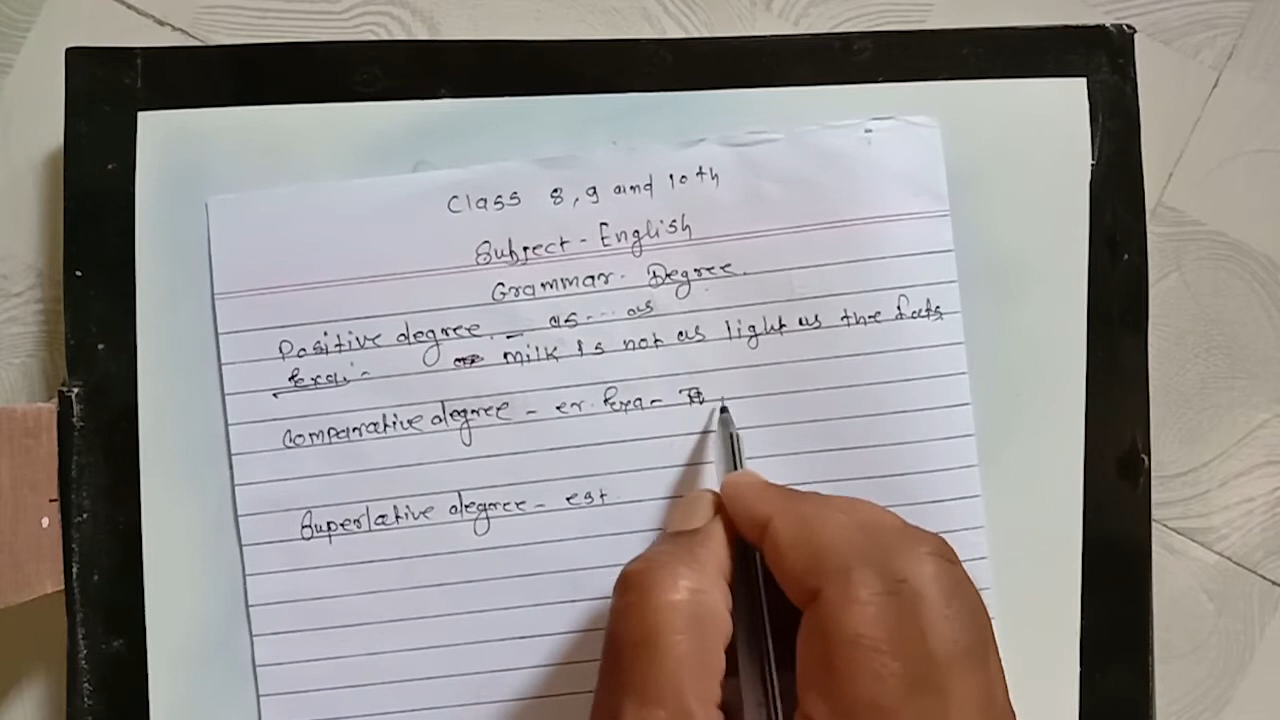 Class 8, 9 and 10th
Subject - English
Grammar - Degree.
Positive degree - as... as
Exa:- milk is not as light as the fats
Comparative degree - er. Exa-
Superlative degree - est.